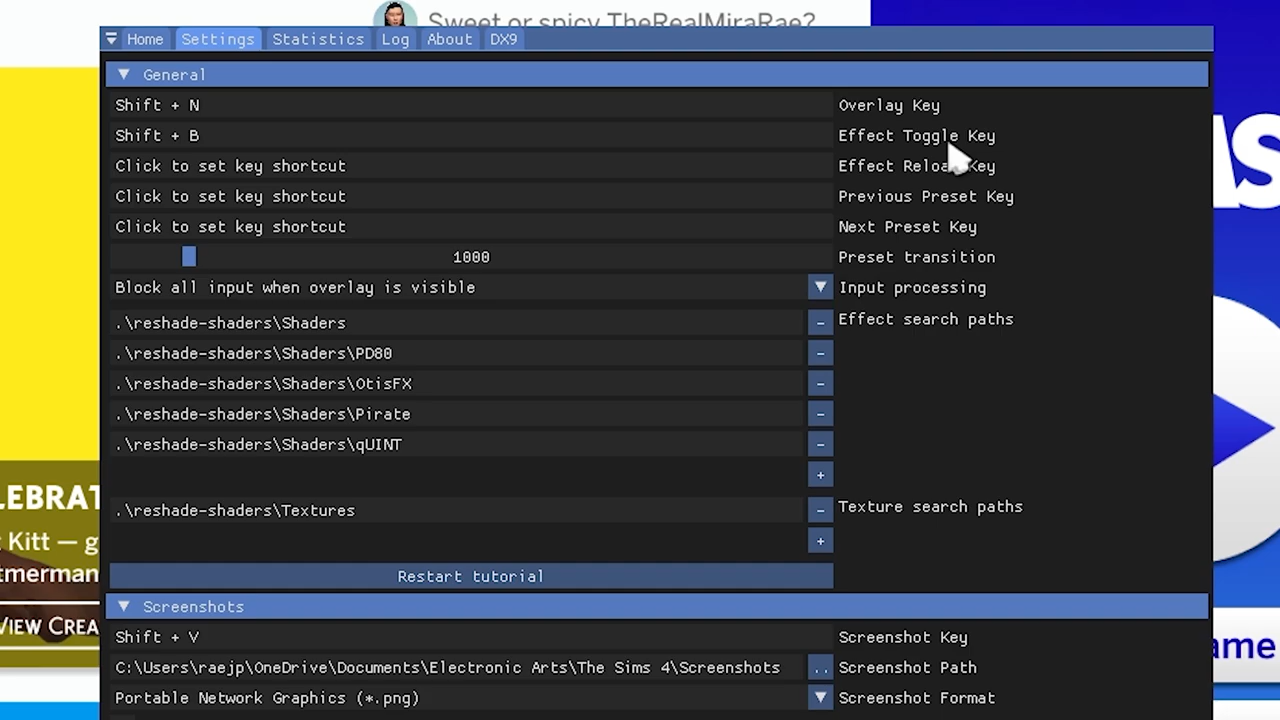 Sweet or spicy TheRealMiraRae?
Home Settings Statistics Log About DX9
General
Shift + N Overlay Key
Shift + B Effect Toggle Key
Click to set key shortcut Effect Reload Key
Click to set key shortcut Previous Preset Key
Click to set key shortcut Next Preset Key
1000 Preset transition
Block all input when overlay is visible Input processing
.\reshade-shaders\Shaders - Effect search paths
.\reshade-shaders\Shaders\PD80 -
.\reshade-shaders\Shaders\OtisFX -
.\reshade-shaders\Shaders\Pirate -
.\reshade-shaders\Shaders\qUINT -
+
.\reshade-shaders\Textures - Texture search paths
+
Restart tutorial
Screenshots
Shift + V Screenshot Key
C:\Users\raejp\OneDrive\Documents\Electronic Arts\The Sims 4\Screenshots .. Screenshot Path
Portable Network Graphics (*.png) Screenshot Format
LEBRAT
Kitt — g
tmerman
VIEW CREA
AS
ame